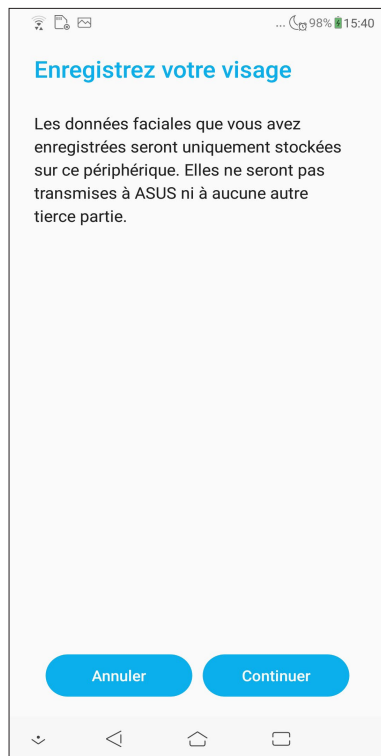 ... 98% 15:40
Enregistrez votre visage
Les données faciales que vous avez
enregistrées seront uniquement stockées
sur ce périphérique. Elles ne seront pas
transmises à ASUS ni à aucune autre
tierce partie.
Annuler Continuer